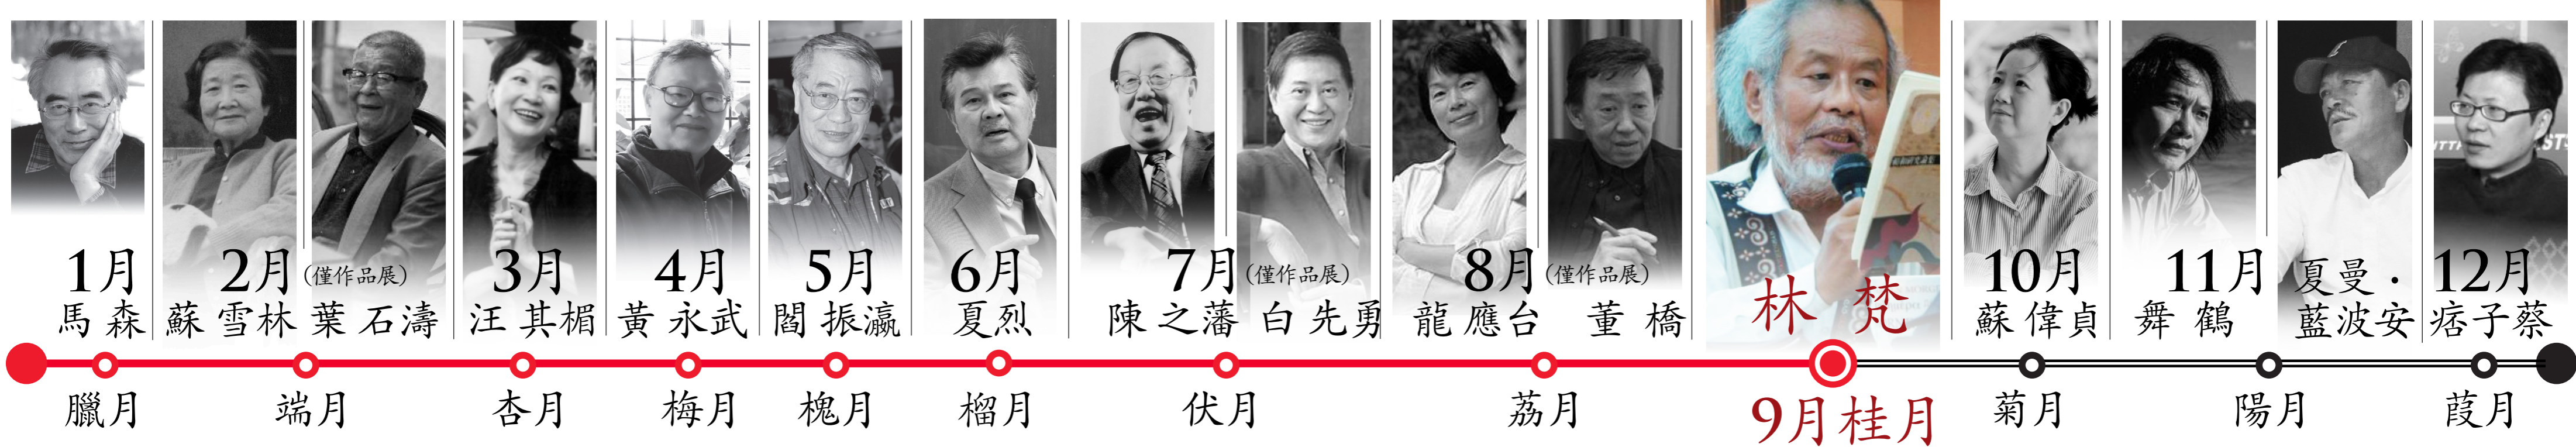 1月
馬森
2月(僅作品展)
蘇雪林 葉石濤
3月
汪其楣
4月
黃永武
5月
閻振瀛
6月
夏烈
7月(僅作品展)
陳之藩 白先勇
8月(僅作品展)
龍應台 董橋
林梵
10月
蘇偉貞
11月
舞鶴
夏曼·
藍波安
12月
痞子蔡
臘月
端月
杏月
梅月
槐月
榴月
伏月
荔月
9月桂月
菊月
陽月
葭月